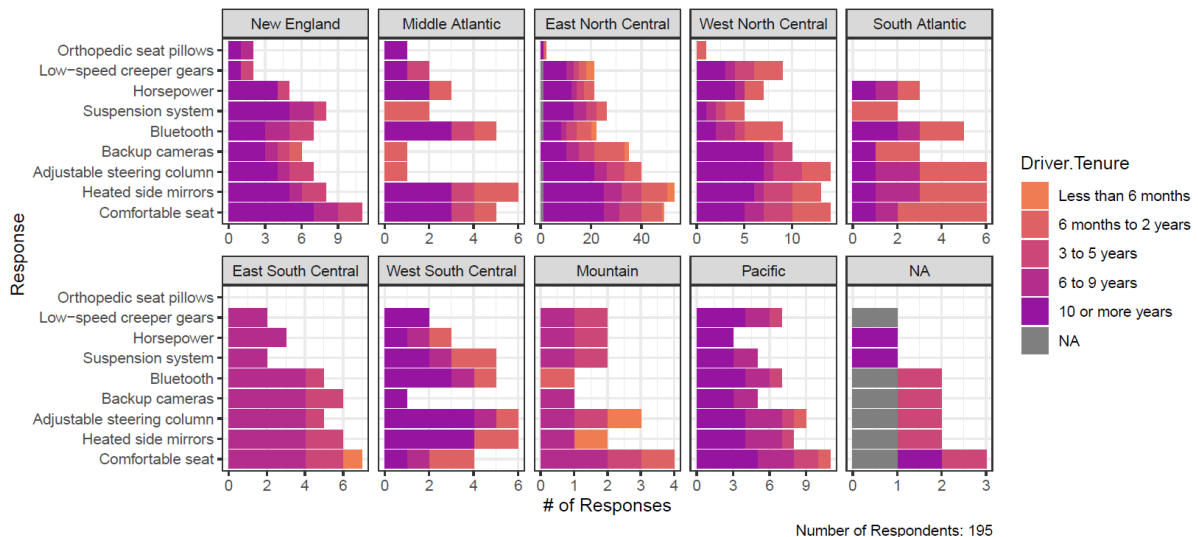 New England
Middle Atlantic
East North Central
West North Central
South Atlantic
Orthopedic seat pillows
Low-speed creeper gears
Horsepower
Suspension system
Bluetooth
Backup cameras
Adjustable steering column
Heated side mirrors
Comfortable seat
0 3 6 9
0 2 4 6
0 20 40
0 5 10
0 2 4 6
East South Central
West South Central
Mountain
Pacific
NA
Orthopedic seat pillows
Low-speed creeper gears
Horsepower
Suspension system
Bluetooth
Backup cameras
Adjustable steering column
Heated side mirrors
Comfortable seat
0 2 4 6
0 2 4 6
0 1 2 3 4
0 3 6 9
0 1 2 3
Response
# of Responses
Driver.Tenure
Less than 6 months
6 months to 2 years
3 to 5 years
6 to 9 years
10 or more years
NA
Number of Respondents: 195